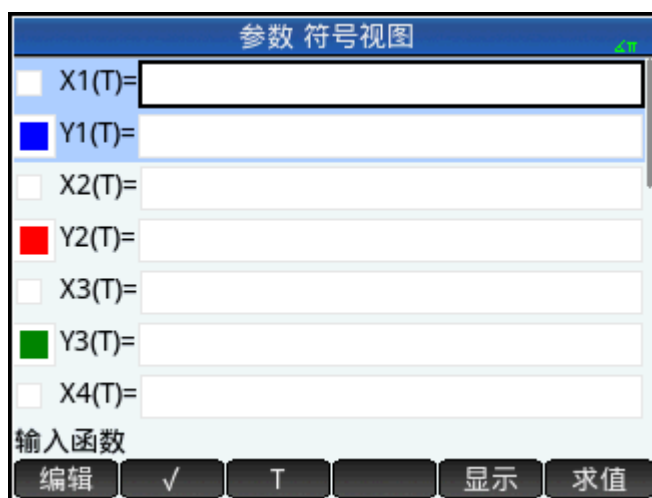 参数 符号视图
∡π
X1(T)=
Y1(T)=
X2(T)=
Y2(T)=
X3(T)=
Y3(T)=
X4(T)=
输入函数
编辑 √ T 显示 求值